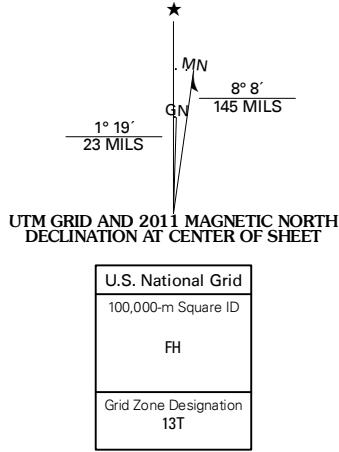 ★
MN
GN
8° 8´
145 MILS
1° 19´
23 MILS
UTM GRID AND 2011 MAGNETIC NORTH
DECLINATION AT CENTER OF SHEET
U.S. National Grid
100,000-m Square ID
FH
Grid Zone Designation
13T